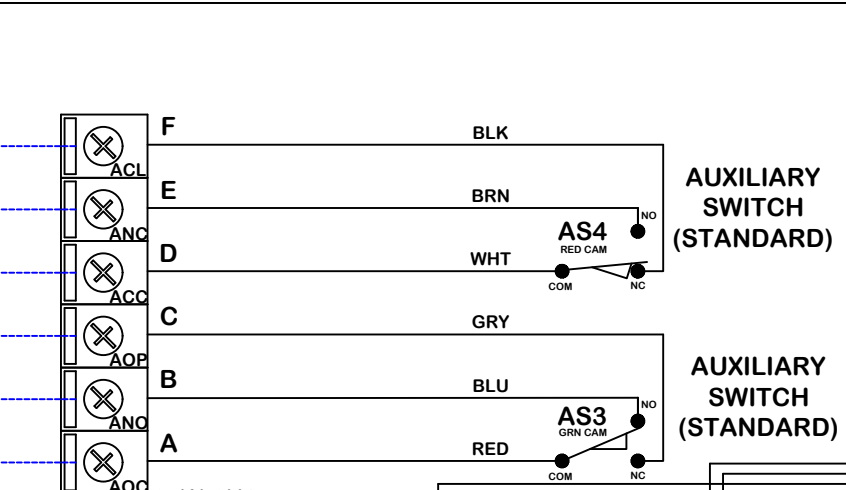 F
BLK
ACL
E
BRN
NO
ANC
AS4
RED CAM
AUXILIARY
SWITCH
(STANDARD)
D
WHT
COM
NC
ACC
C
GRY
AOP
B
BLU
NO
ANO
AS3
GRN CAM
AUXILIARY
SWITCH
(STANDARD)
A
RED
COM
NC
AOC